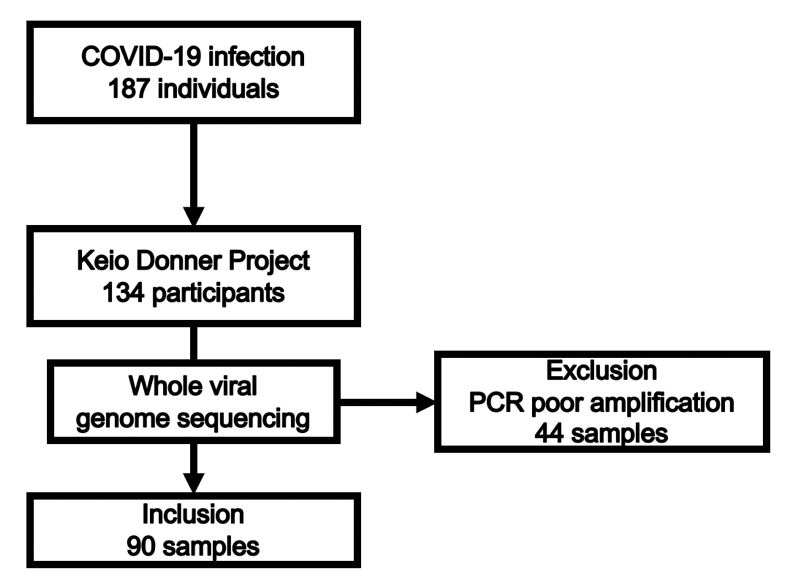 COVID-19 infection
187 individuals
Keio Donner Project
134 participants
Whole viral
genome sequencing
Exclusion
PCR poor amplification
44 samples
Inclusion
90 samples